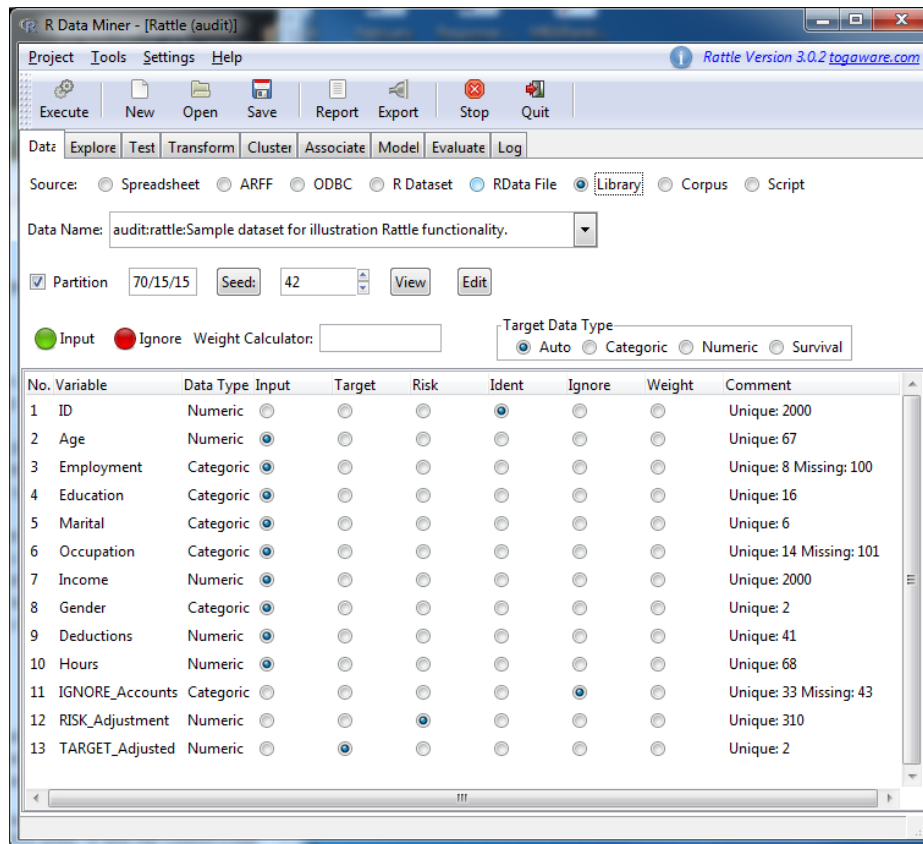 R Data Miner - [Rattle (audit)]
Project Tools Settings Help Rattle Version 3.0.2 togaware.com
Execute New Open Save Report Export Stop Quit
Data Explore Test Transform Cluster Associate Model Evaluate Log
Source: Spreadsheet ARFF ODBC R Dataset RData File Library Corpus Script
Data Name: audit:rattle:Sample dataset for illustration Rattle functionality.
Partition 70/15/15 Seed: 42 View Edit
Target Data Type
Input Ignore Weight Calculator: Auto Categoric Numeric Survival
No. Variable Data Type Input Target Risk Ident Ignore Weight Comment
1 ID Numeric Unique: 2000
2 Age Numeric Unique: 67
3 Employment Categoric Unique: 8 Missing: 100
4 Education Categoric Unique: 16
5 Marital Categoric Unique: 6
6 Occupation Categoric Unique: 14 Missing: 101
7 Income Numeric Unique: 2000
8 Gender Categoric Unique: 2
9 Deductions Numeric Unique: 41
10 Hours Numeric Unique: 68
11 IGNORE_Accounts Categoric Unique: 33 Missing: 43
12 RISK_Adjustment Numeric Unique: 310
13 TARGET_Adjusted Numeric Unique: 2